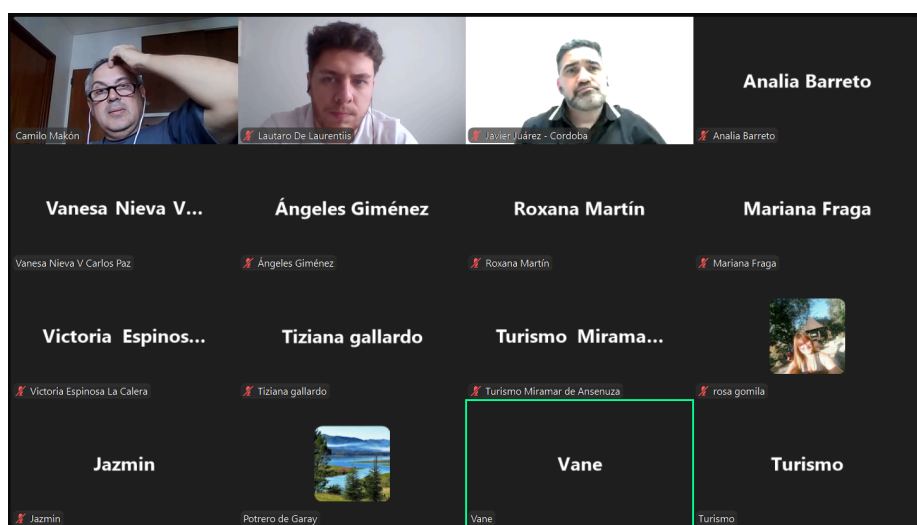 Camilo Makón
Lautaro De Laurentiis
Javier Juárez - Cordoba
Analia Barreto
Analia Barreto
Vanesa Nieva V...
Vanesa Nieva V Carlos Paz
Ángeles Giménez
Ángeles Giménez
Roxana Martín
Roxana Martín
Mariana Fraga
Mariana Fraga
Victoria Espinos...
Victoria Espinosa La Calera
Tiziana gallardo
Tiziana gallardo
Turismo Mirama...
Turismo Miramar de Ansenuza
rosa gomila
Jazmin
Jazmin
Potrero de Garay
Vane
Vane
Turismo
Turismo